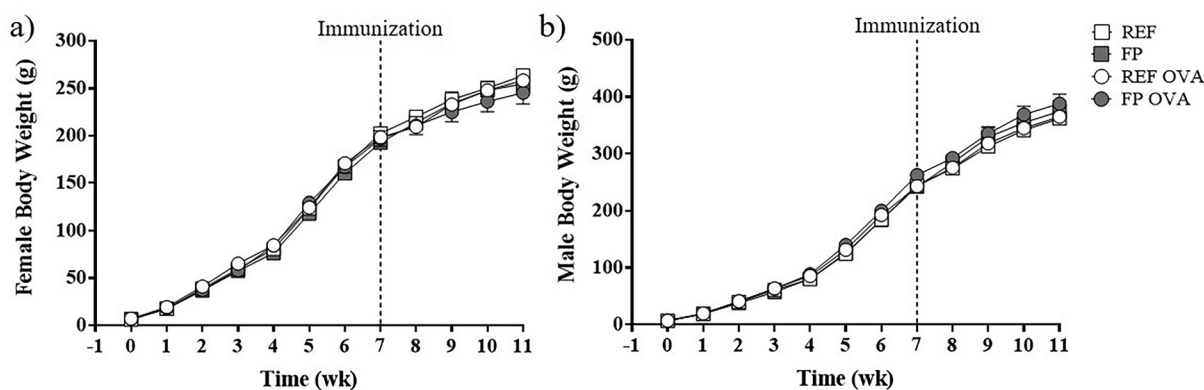 a)
Immunization
Female Body Weight (g)
300
250
200
150
100
50
0
-1 0 1 2 3 4 5 6 7 8 9 10 11
Time (wk)
b)
Immunization
Male Body Weight (g)
500
400
300
200
100
0
-1 0 1 2 3 4 5 6 7 8 9 10 11
Time (wk)
REF
FP
REF OVA
FP OVA